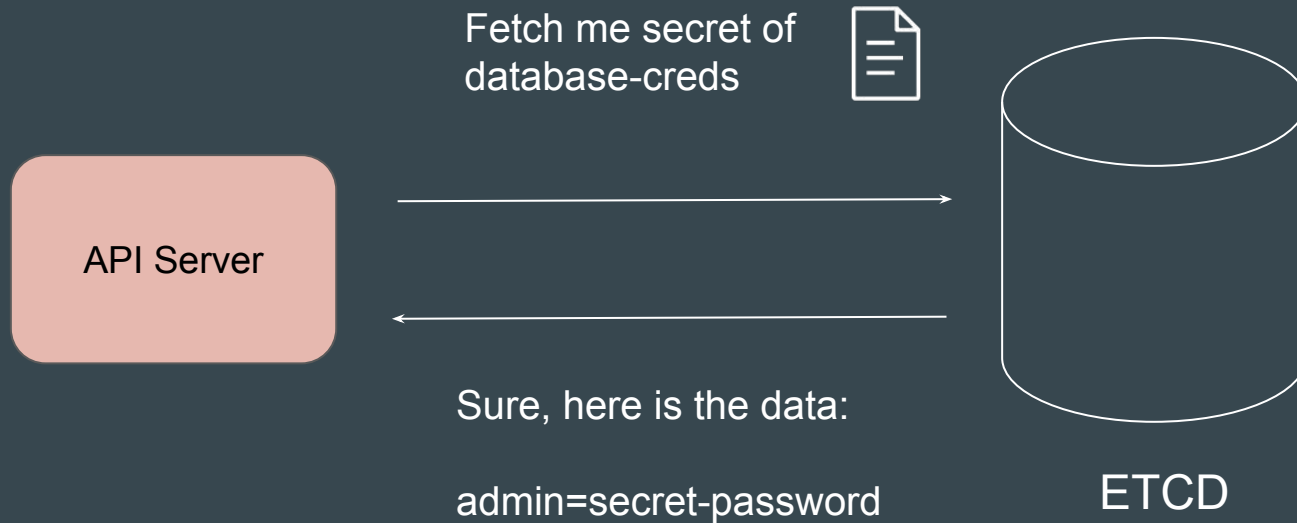 Fetch me secret of
database-creds
API Server
Sure, here is the data:
admin=secret-password
ETCD